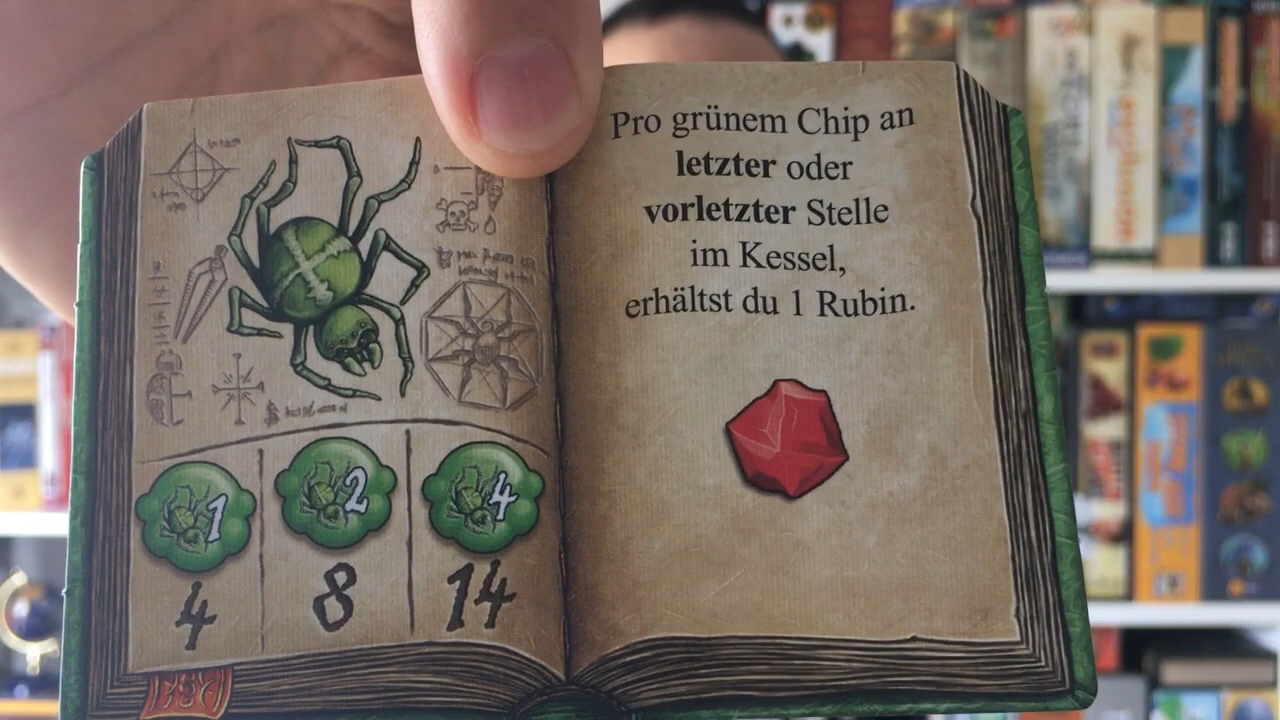 Pro grünem Chip an
letzter oder
vorletzter Stelle
im Kessel,
erhältst du 1 Rubin.
1
2
4
4
8
14